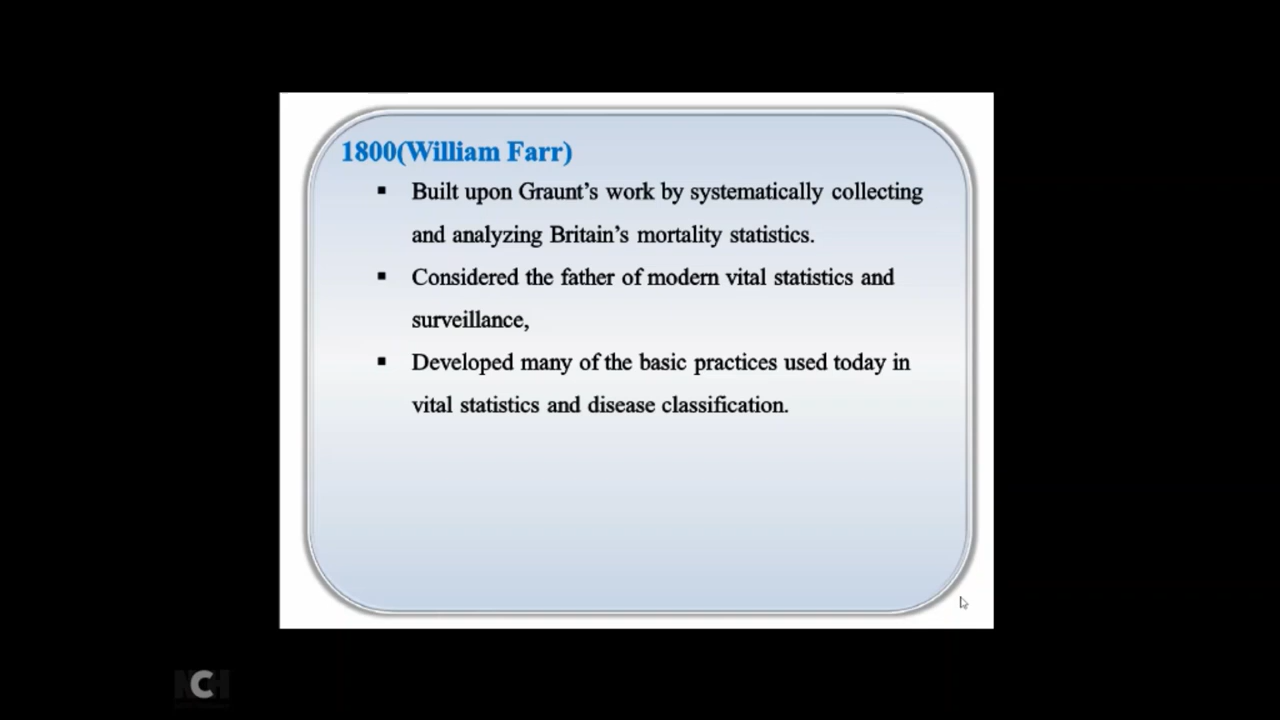 1800(William Farr)
▪ Built upon Graunt’s work by systematically collecting
and analyzing Britain’s mortality statistics.
▪ Considered the father of modern vital statistics and
surveillance,
▪ Developed many of the basic practices used today in
vital statistics and disease classification.
NCH